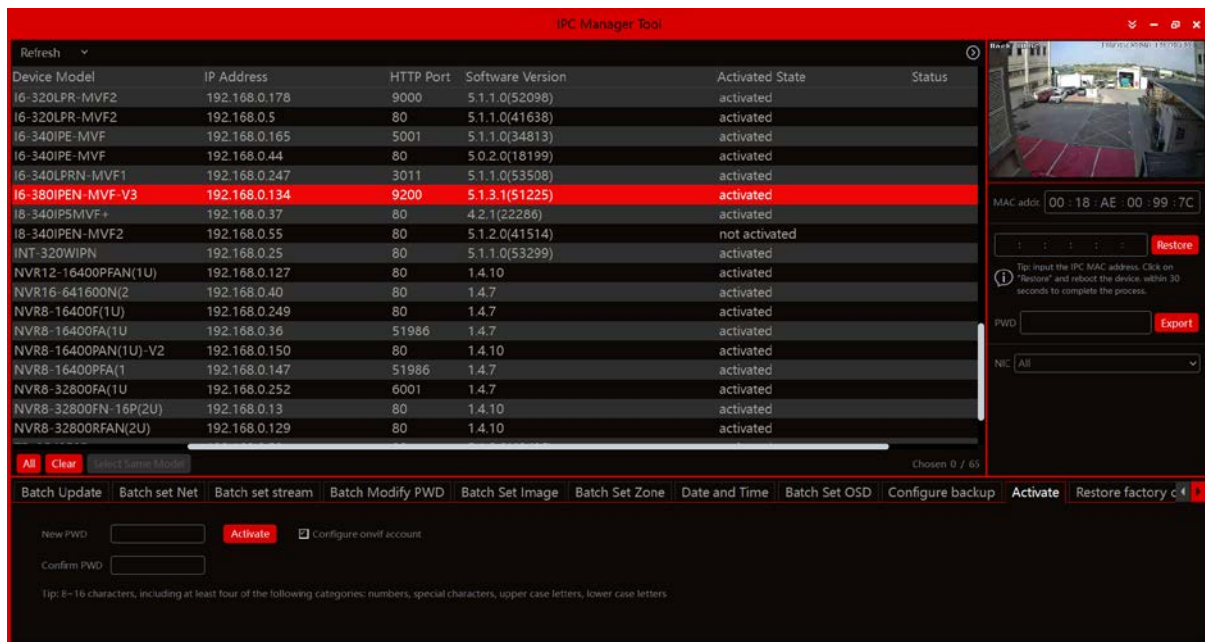 IPC Manager Tool
Refresh
Device Model IP Address HTTP Port Software Version Activated State Status
I6-320LPR-MVF2 192.168.0.178 9000 5.1.1.0(52098) activated
I6-320LPR-MVF2 192.168.0.5 80 5.1.1.0(41638) activated
I6-340IPE-MVF 192.168.0.165 5001 5.1.1.0(34813) activated
I6-340IPE-MVF 192.168.0.44 80 5.0.2.0(18199) activated
I6-340LPRN-MVF1 192.168.0.247 3011 5.1.1.0(53508) activated
I6-380IPEN-MVF-V3 192.168.0.134 9200 5.1.3.1(51225) activated
I8-340IP5MVF+ 192.168.0.37 80 4.2.1(22286) activated
I8-340IPEN-MVF2 192.168.0.55 80 5.1.2.0(41514) not activated
INT-320WIPN 192.168.0.25 80 5.1.1.0(53299) activated
NVR12-16400PFAN(1U) 192.168.0.127 80 1.4.10 activated
NVR16-641600N(2 192.168.0.40 80 1.4.7 activated
NVR8-16400F(1U) 192.168.0.249 80 1.4.7 activated
NVR8-16400FA(1U 192.168.0.36 51986 1.4.7 activated
NVR8-16400PAN(1U)-V2 192.168.0.150 80 1.4.10 activated
NVR8-16400PFA(1 192.168.0.147 51986 1.4.7 activated
NVR8-32800FA(1U 192.168.0.252 6001 1.4.7 activated
NVR8-32800FN-16P(2U) 192.168.0.13 80 1.4.10 activated
NVR8-32800RFAN(2U) 192.168.0.129 80 1.4.10 activated
All Clear Select Same Model Chosen 0 / 65
MAC addr. 00 : 18 : AE : 00 : 99 : 7C
: : : : : Restore
Tip: input the IPC MAC address. Click on
"Restore" and reboot the device. within 30
seconds to complete the process.
PWD Export
NIC All
Batch Update Batch set Net Batch set stream Batch Modify PWD Batch Set Image Batch Set Zone Date and Time Batch Set OSD Configure backup Activate Restore factory
New PWD Activate Configure onvif account
Confirm PWD
Tip: 8~16 characters, including at least four of the following categories: numbers, special characters, upper case letters, lower case letters